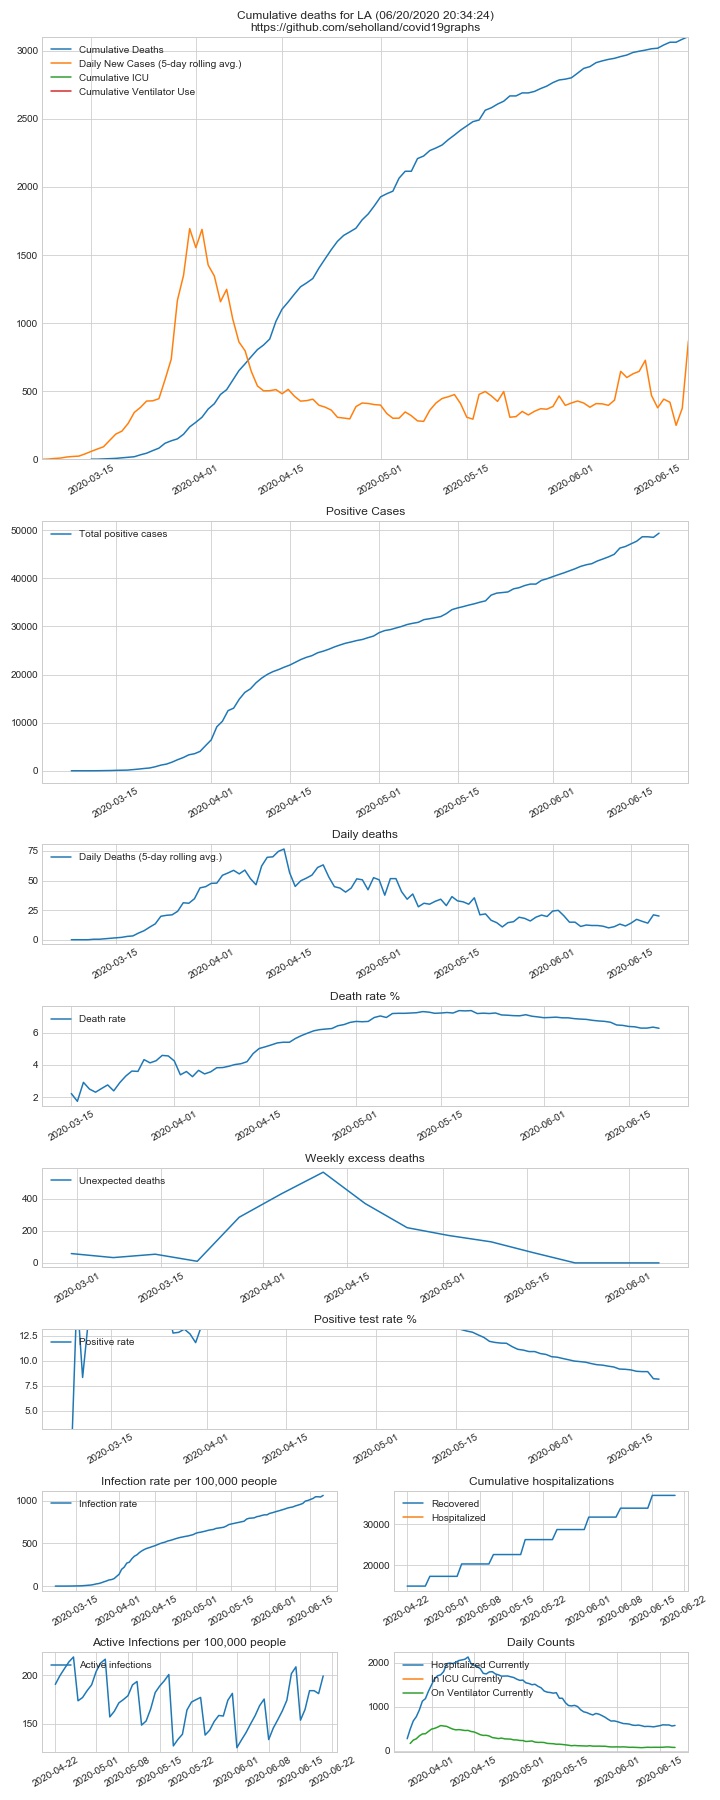 Cumulative deaths for LA (06/20/2020 20:34:24)
https://github.com/seholland/covid19graphs
Cumulative Deaths
Daily New Cases (5-day rolling avg.)
Cumulative ICU
Cumulative Ventilator Use
3000
2500
2000
1500
1000
500
0
2020-03-15 2020-04-01 2020-04-15 2020-05-01 2020-05-15 2020-06-01 2020-06-15
Positive Cases
Total positive cases
50000
40000
30000
20000
10000
0
2020-03-15 2020-04-01 2020-04-15 2020-05-01 2020-05-15 2020-06-01 2020-06-15
Daily deaths
Daily Deaths (5-day rolling avg.)
75
50
25
0
2020-03-15 2020-04-01 2020-04-15 2020-05-01 2020-05-15 2020-06-01 2020-06-15
Death rate %
Death rate
6
4
2
2020-03-15 2020-04-01 2020-04-15 2020-05-01 2020-05-15 2020-06-01 2020-06-15
Weekly excess deaths
Unexpected deaths
400
200
0
2020-03-01 2020-03-15 2020-04-01 2020-04-15 2020-05-01 2020-05-15 2020-06-01
Positive test rate %
Positive rate
12.5
10.0
7.5
5.0
2020-03-15 2020-04-01 2020-04-15 2020-05-01 2020-05-15 2020-06-01 2020-06-15
Infection rate per 100,000 people
Infection rate
1000
500
0
2020-03-15 2020-04-01 2020-04-15 2020-05-01 2020-05-15 2020-06-01 2020-06-15
Cumulative hospitalizations
Recovered
Hospitalized
30000
20000
2020-04-22 2020-05-01 2020-05-08 2020-05-15 2020-05-22 2020-06-01 2020-06-08 2020-06-15 2020-06-22
Active Infections per 100,000 people
Active infections
200
150
2020-04-22 2020-05-01 2020-05-08 2020-05-15 2020-05-22 2020-06-01 2020-06-08 2020-06-15 2020-06-22
Daily Counts
Hospitalized Currently
In ICU Currently
On Ventilator Currently
2000
1000
0
2020-04-01 2020-04-15 2020-05-01 2020-05-15 2020-06-01 2020-06-15